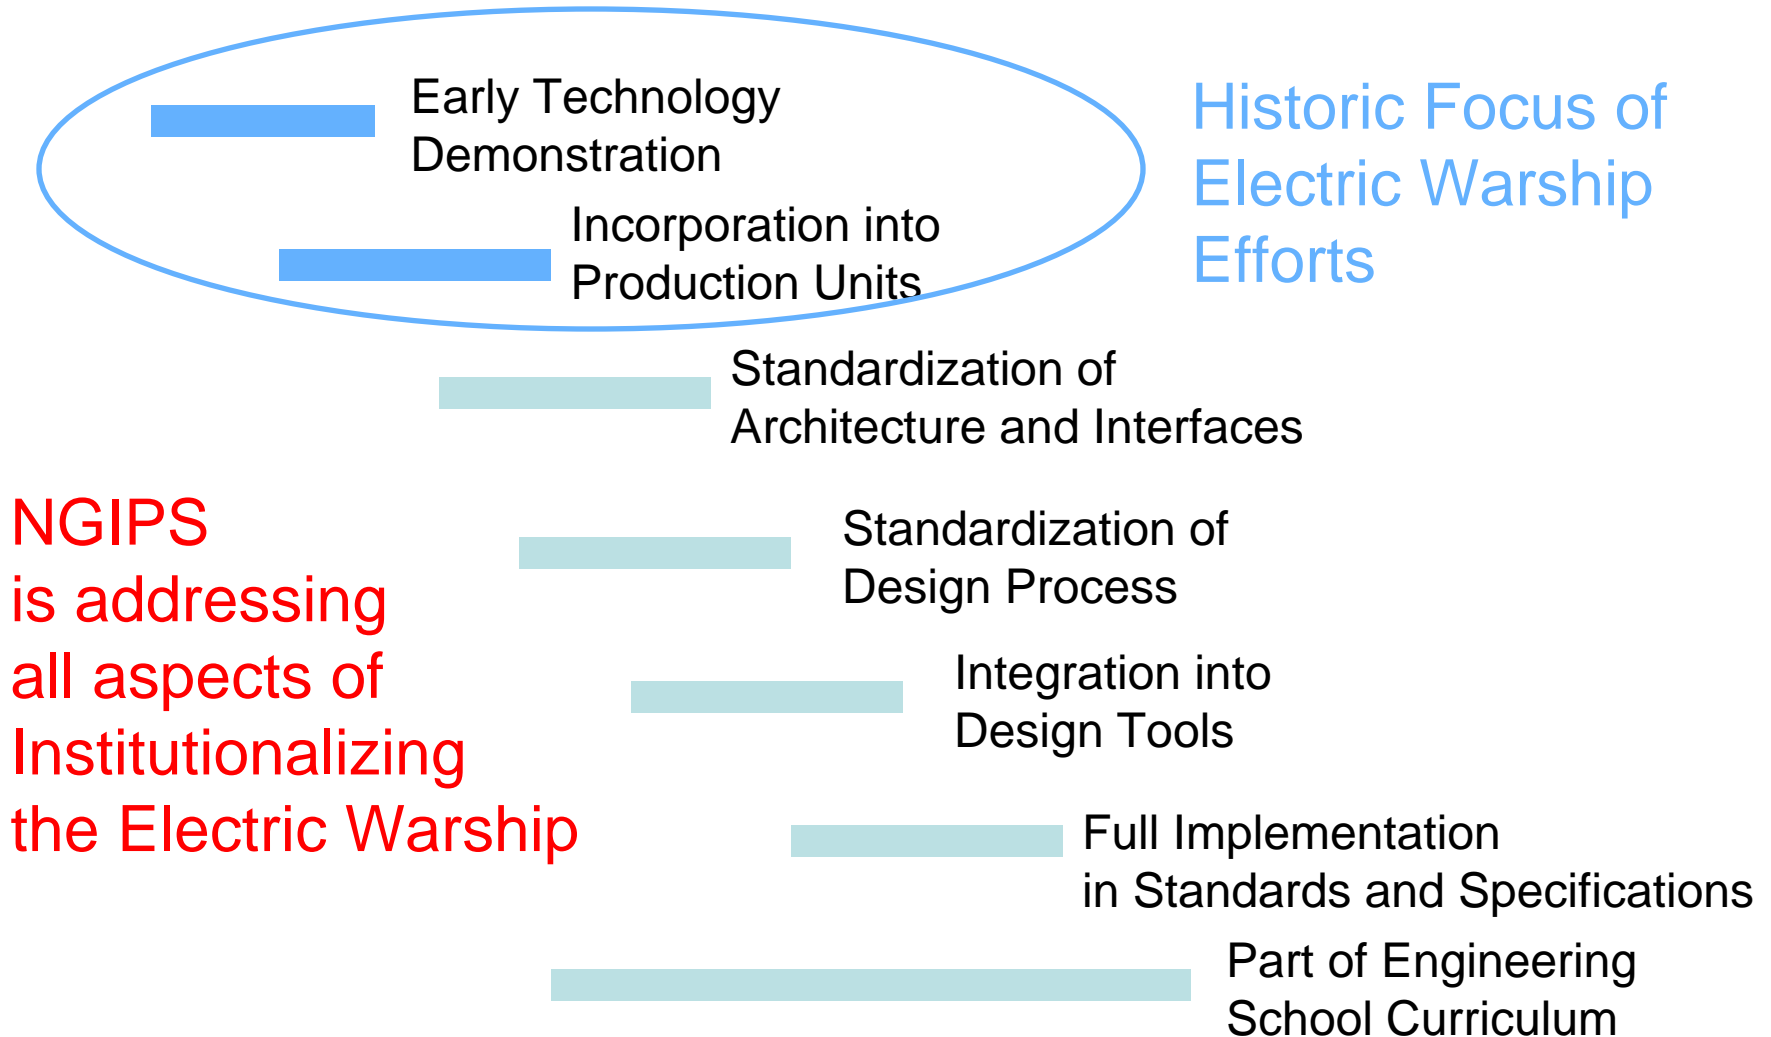 Early Technology
Demonstration
Historic Focus of
Electric Warship
Efforts
Incorporation into
Production Units
Standardization of
Architecture and Interfaces
NGIPS
is addressing
all aspects of
Institutionalizing
the Electric Warship
Standardization of
Design Process
Integration into
Design Tools
Full Implementation
in Standards and Specifications
Part of Engineering
School Curriculum